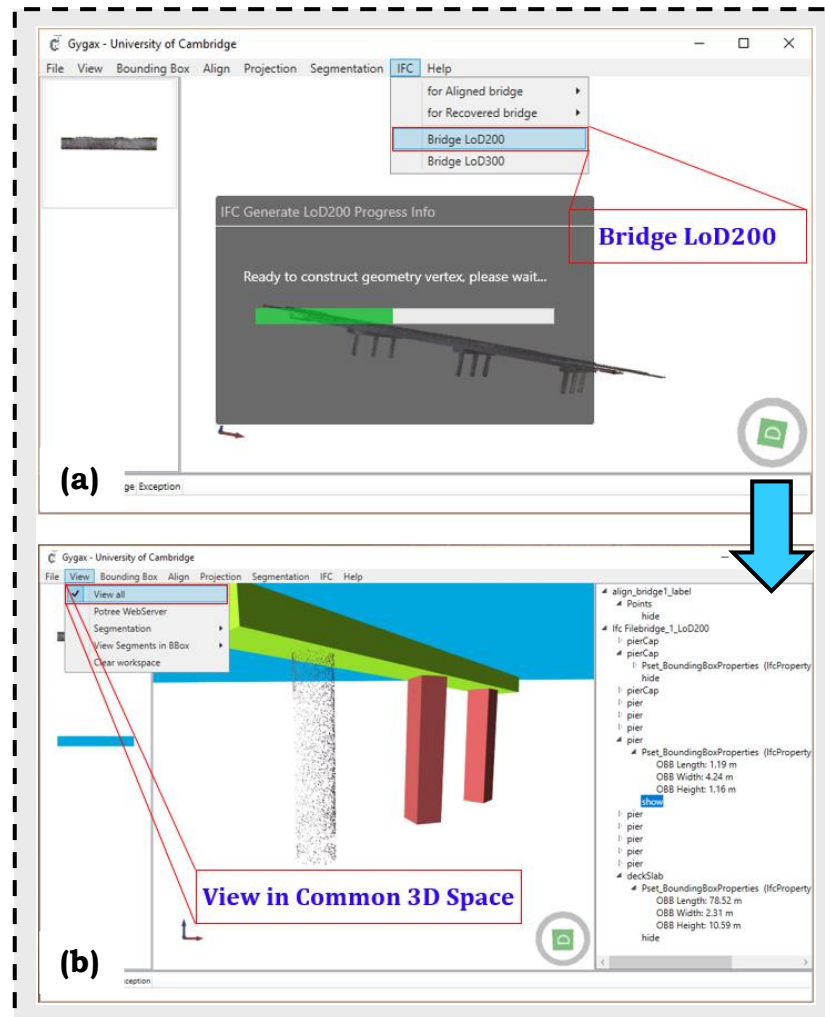 Gygax - University of Cambridge
File View Bounding Box Align Projection Segmentation IFC Help
for Aligned bridge
for Recovered bridge
Bridge LoD200
Bridge LoD300
IFC Generate LoD200 Progress Info
Bridge LoD200
Ready to construct geometry vertex, please wait...
D
(a)
ge Exception
Gygax - University of Cambridge
File View Bounding Box Align Projection Segmentation IFC Help
View all
Potree WebServer
Segmentation
View Segments in BBox
Clear workspace
align_bridge1_label
Points
hide
Ifc Filebridge_1_LoD200
pierCap
pierCap
Pset_BoundingBoxProperties (IfcProperty
hide
pierCap
pier
pier
pier
pier
Pset_BoundingBoxProperties (IfcProperty
OBB Length: 1.19 m
OBB Width: 4.24 m
OBB Height: 1.16 m
show
pier
pier
pier
pier
pier
deckSlab
Pset_BoundingBoxProperties (IfcProperty
OBB Length: 78.52 m
OBB Width: 2.31 m
OBB Height: 10.59 m
hide
View in Common 3D Space
D
(b)
ception